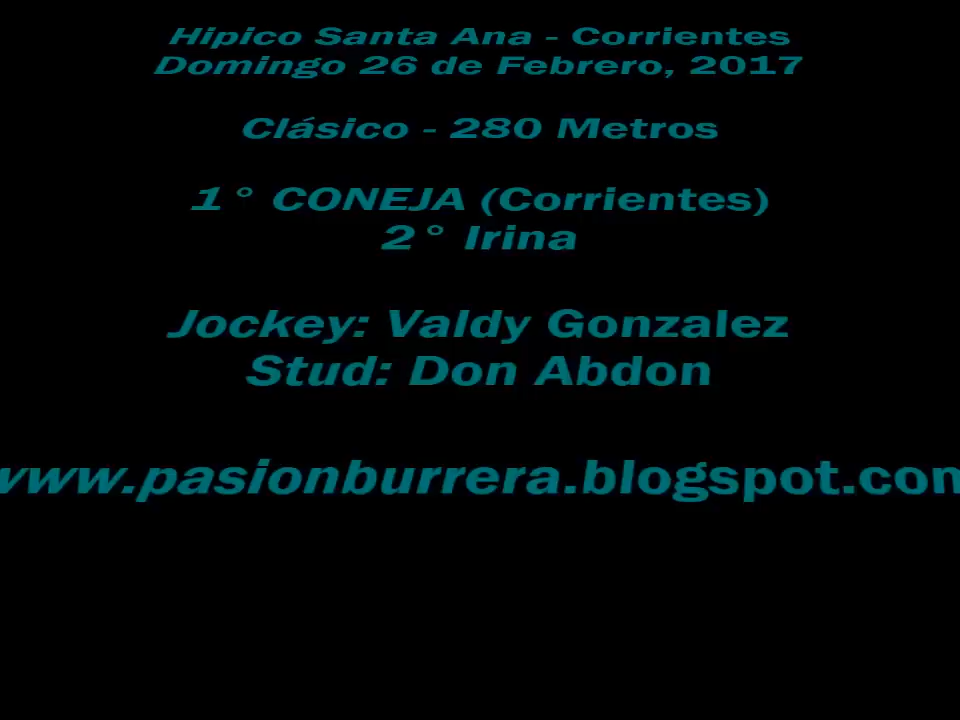 Hipico Santa Ana - Corrientes
Domingo 26 de Febrero, 2017
Clásico - 280 Metros
1° CONEJA (Corrientes)
2° Irina
Jockey: Valdy Gonzalez
Stud: Don Abdon
www.pasionburrera.blogspot.com